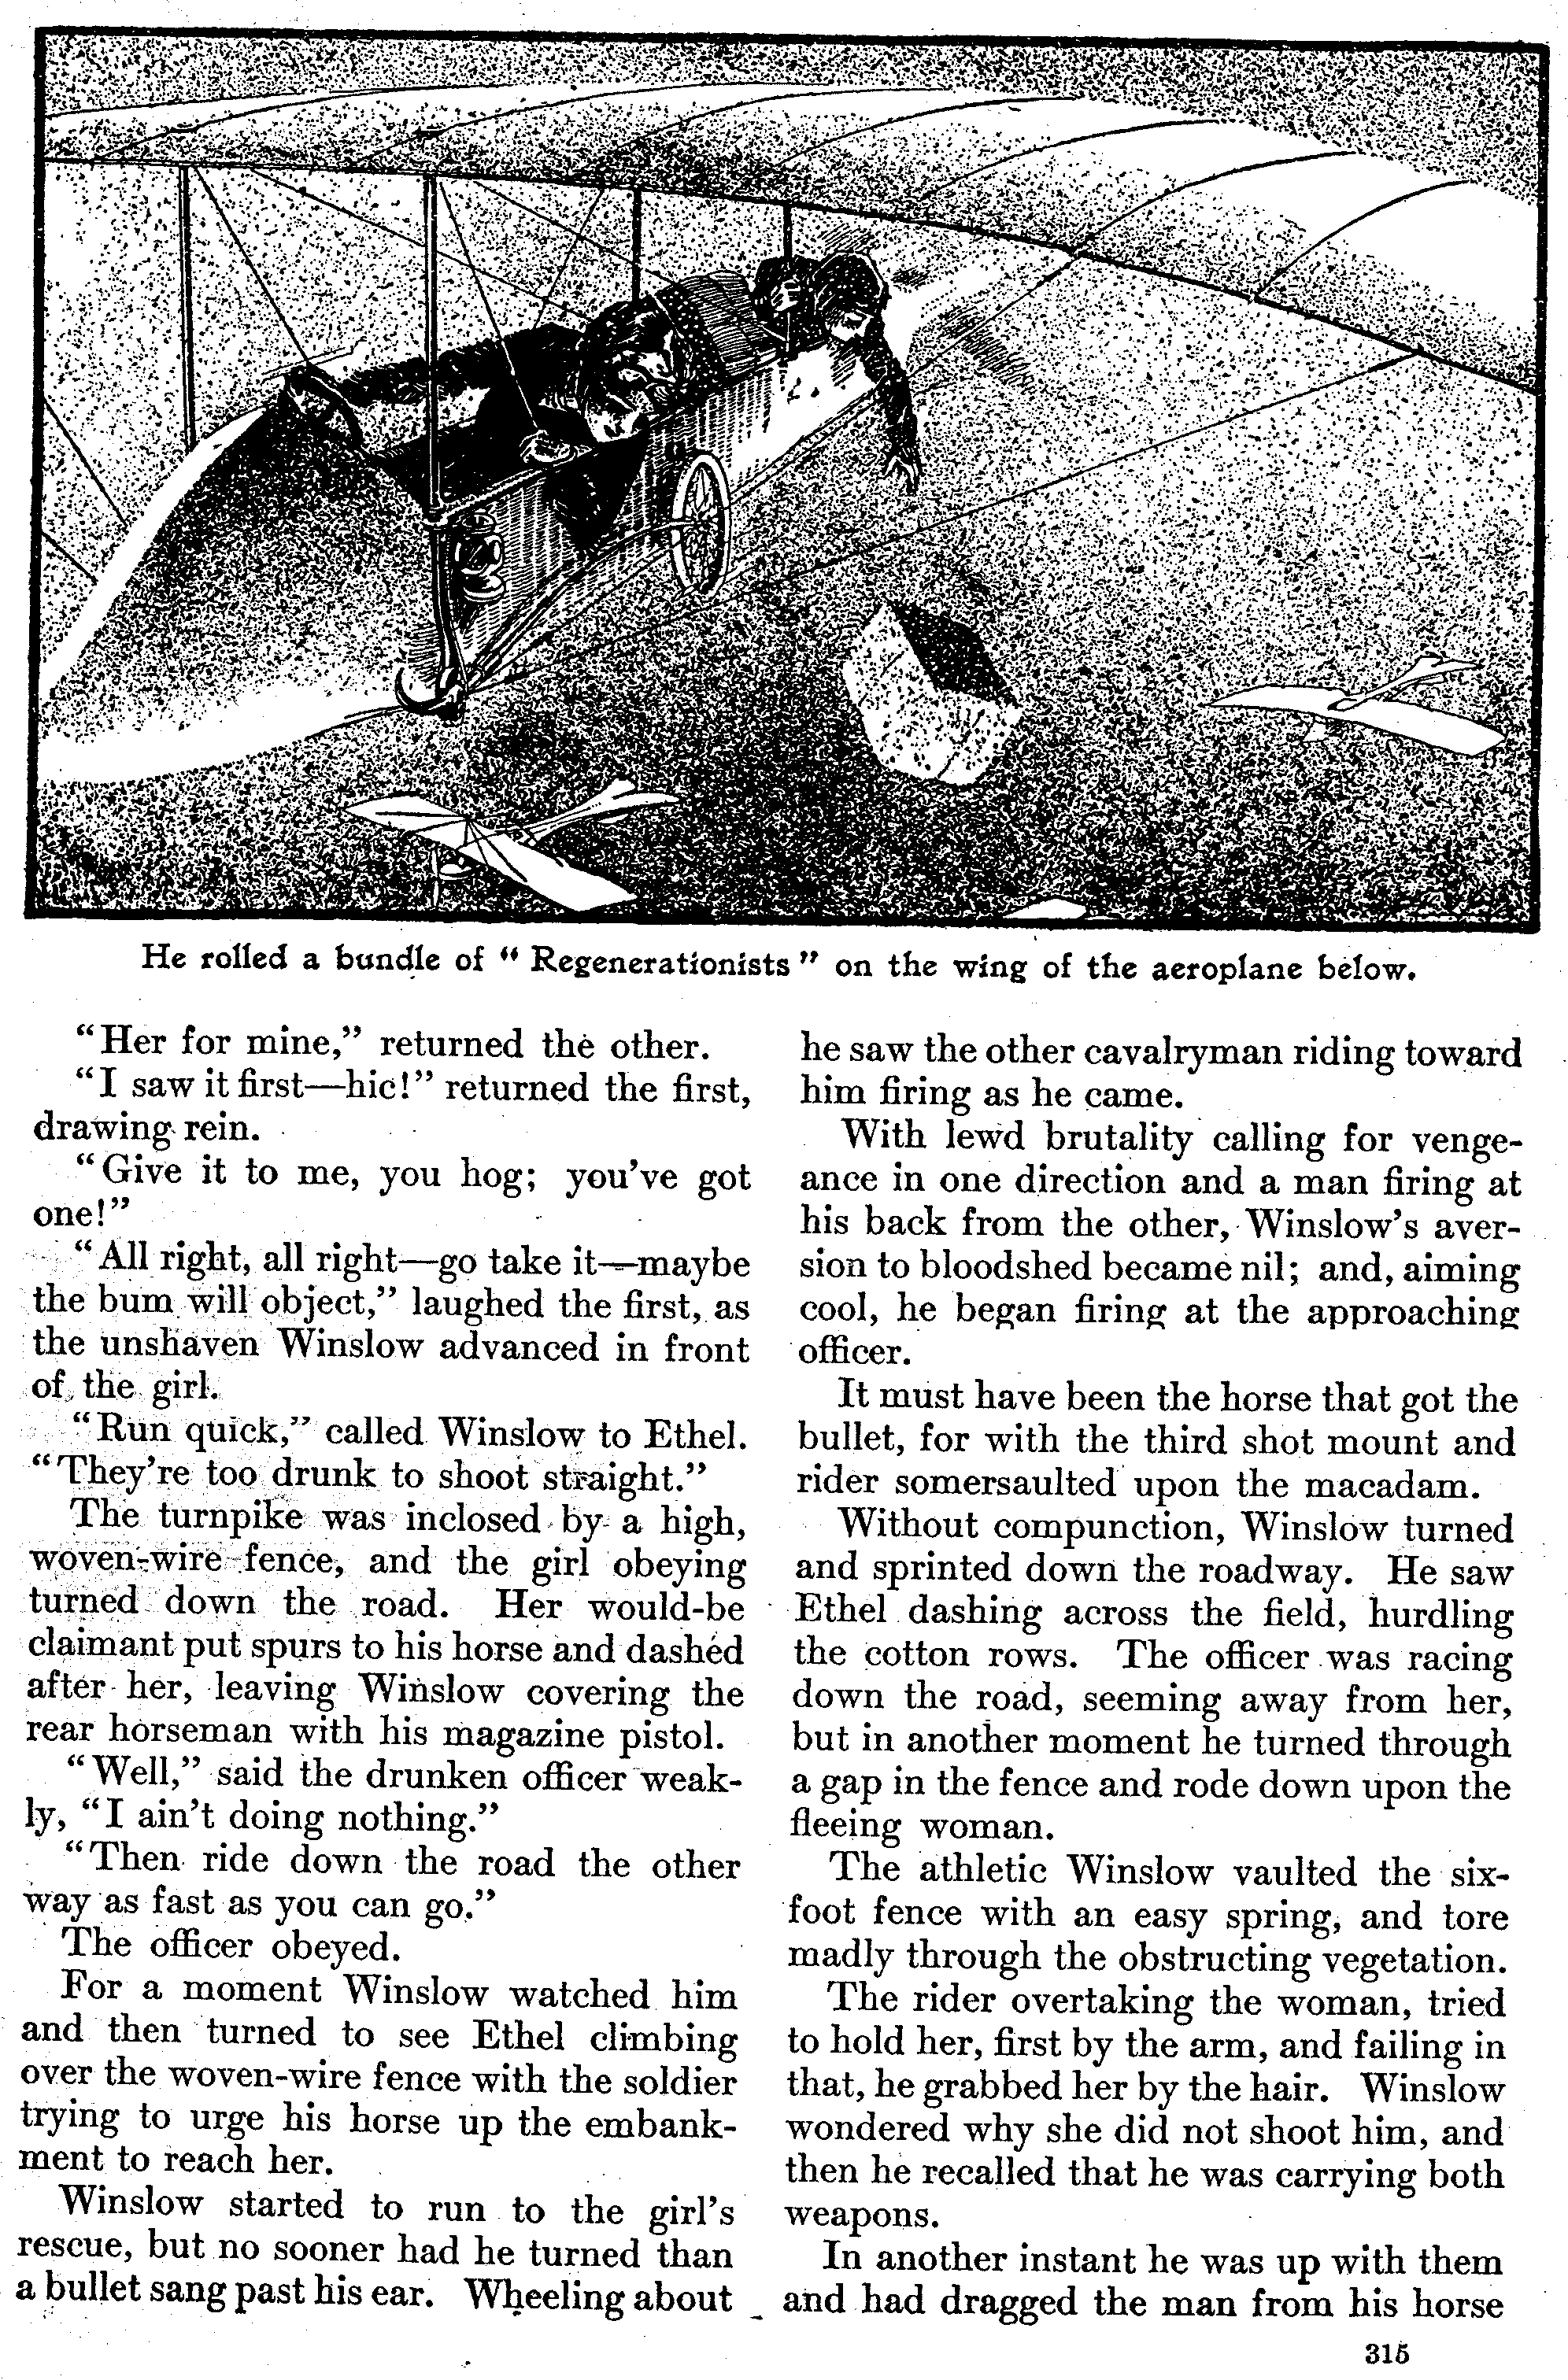 He rolled a bundle of “ Regenerationists ” on the wing of the aeroplane below.
“Her for mine,” returned the other.
“I saw it first—hic!” returned the first,
drawing rein.
“Give it to me, you hog; you’ve got
one!”
“All right, all right—go take it—maybe
the bum will object,” laughed the first, as
the unshaven Winslow advanced in front
of the girl.
“Run quick,” called Winslow to Ethel.
“They’re too drunk to shoot straight.”
The turnpike was inclosed by a high,
woven-wire fence, and the girl obeying
turned down the road. Her would-be
claimant put spurs to his horse and dashed
after her, leaving Winslow covering the
rear horseman with his magazine pistol.
“Well,” said the drunken officer weak-
ly, “I ain’t doing nothing.”
“Then ride down the road the other
way as fast as you can go.”
The officer obeyed.
For a moment Winslow watched him
and then turned to see Ethel climbing
over the woven-wire fence with the soldier
trying to urge his horse up the embank-
ment to reach her.
Winslow started to run to the girl’s
rescue, but no sooner had he turned than
a bullet sang past his ear. Wheeling about
he saw the other cavalryman riding toward
him firing as he came.
With lewd brutality calling for venge-
ance in one direction and a man firing at
his back from the other, Winslow’s aver-
sion to bloodshed became nil; and, aiming
cool, he began firing at the approaching
officer.
It must have been the horse that got the
bullet, for with the third shot mount and
rider somersaulted upon the macadam.
Without compunction, Winslow turned
and sprinted down the roadway. He saw
Ethel dashing across the field, hurdling
the cotton rows. The officer was racing
down the road, seeming away from her,
but in another moment he turned through
a gap in the fence and rode down upon the
fleeing woman.
The athletic Winslow vaulted the six-
foot fence with an easy spring, and tore
madly through the obstructing vegetation.
The rider overtaking the woman, tried
to hold her, first by the arm, and failing in
that, he grabbed her by the hair. Winslow
wondered why she did not shoot him, and
then he recalled that he was carrying both
weapons.
In another instant he was up with them
and had dragged the man from his horse
315